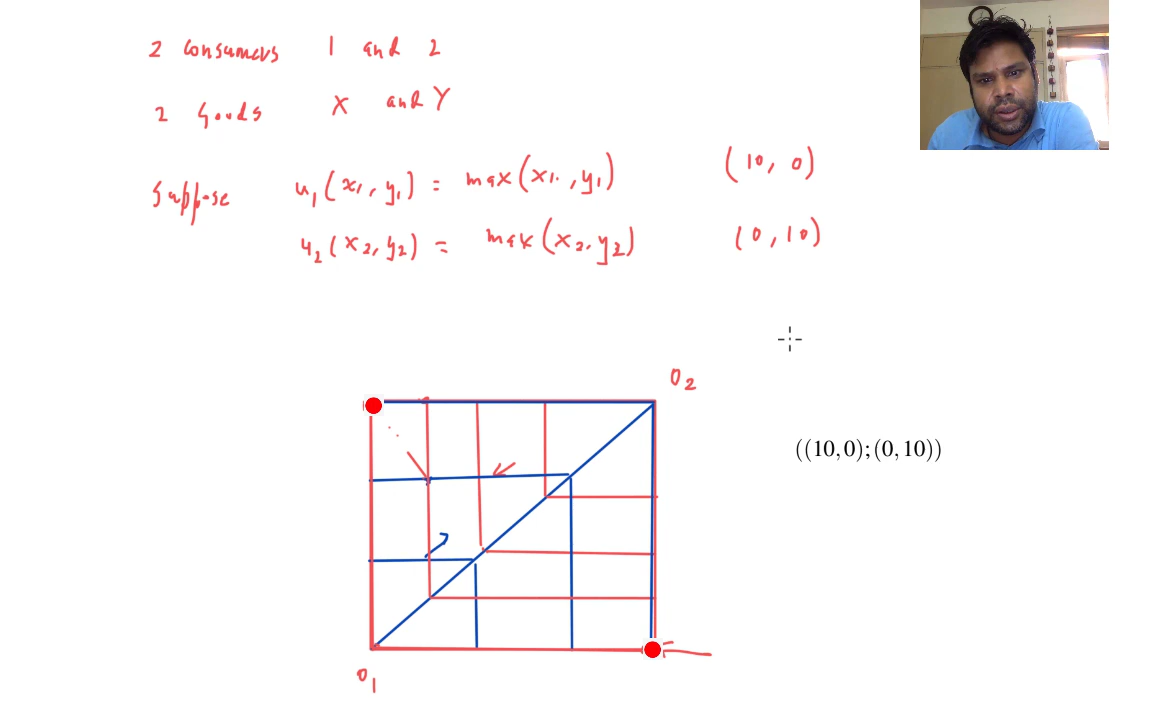 2 Consumers 1 and 2
2 Goods X and Y
Suppose u₁(x₁, y₁) = max(x₁, y₁) (10, 0)
u₂(x₂, y₂) = max(x₂, y₂) (0, 10)
O₂
((10,0);(0,10))
O₁